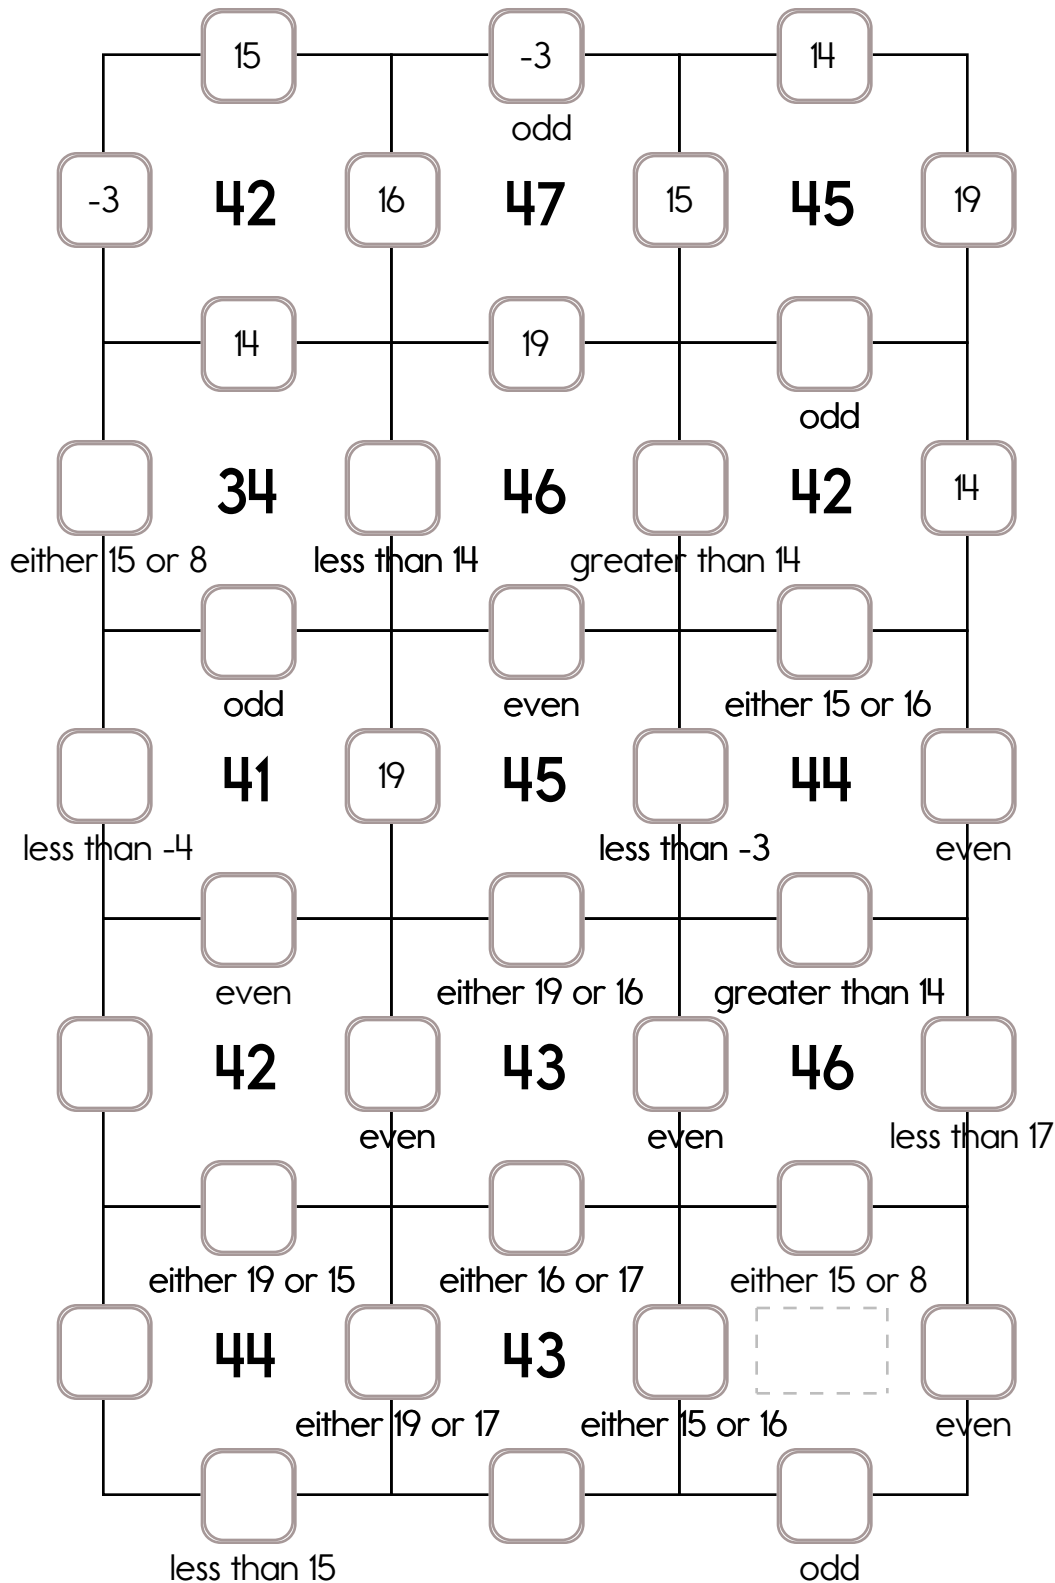 15 -3 14
odd
-3 42 16 47 15 45 19
14 19
odd
34 46 42 14
either 15 or 8 less than 14 greater than 14
odd even either 15 or 16
41 19 45 44
less than -4 less than -3 even
even either 19 or 16 greater than 14
42 43 46
even even less than 17
either 19 or 15 either 16 or 17 either 15 or 8
44 43
either 19 or 17 either 15 or 16 even
less than 15 odd